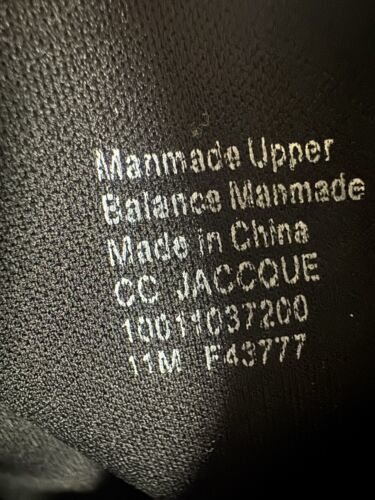 Manmade Upper
Balance Manmade
Made in China
CC JACCQUE
10011037200
11M F43777